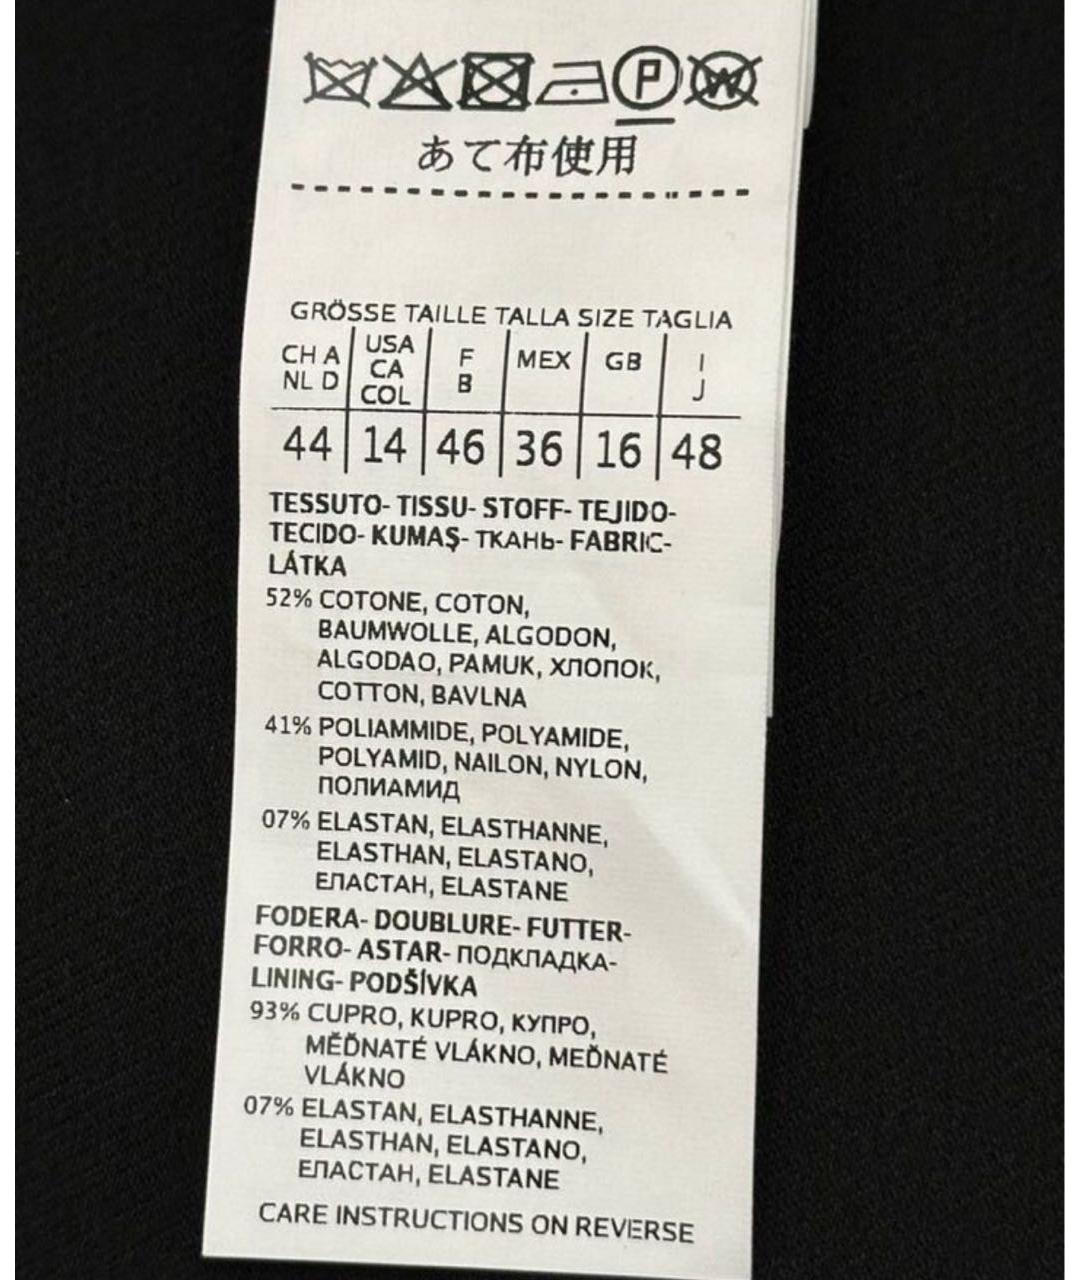 P W
あて布使用
GRÖSSE TAILLE TALLA SIZE TAGLIA
CH A NL D USA CA COL F B MEX GB I J
44 14 46 36 16 48
TESSUTO- TISSU- STOFF- TEJIDO-
TECIDO- KUMAŞ- ТКАНЬ- FABRIC-
LÁTKA
52% COTONE, COTON,
BAUMWOLLE, ALGODON,
ALGODAO, PAMUK, ХЛОПОК,
COTTON, BAVLNA
41% POLIAMMIDE, POLYAMIDE,
POLYAMID, NAILON, NYLON,
ПОЛИАМИД
07% ELASTAN, ELASTHANNE,
ELASTHAN, ELASTANO,
ЕЛАСТАН, ELASTANE
FODERA- DOUBLURE- FUTTER-
FORRO- ASTAR- ПОДКЛАДКА-
LINING- PODŠÍVKA
93% CUPRO, KUPRO, КУПРО,
MĚĎNATÉ VLÁKNO, MEĎNATÉ
VLÁKNO
07% ELASTAN, ELASTHANNE,
ELASTHAN, ELASTANO,
ЕЛАСТАН, ELASTANE
CARE INSTRUCTIONS ON REVERSE